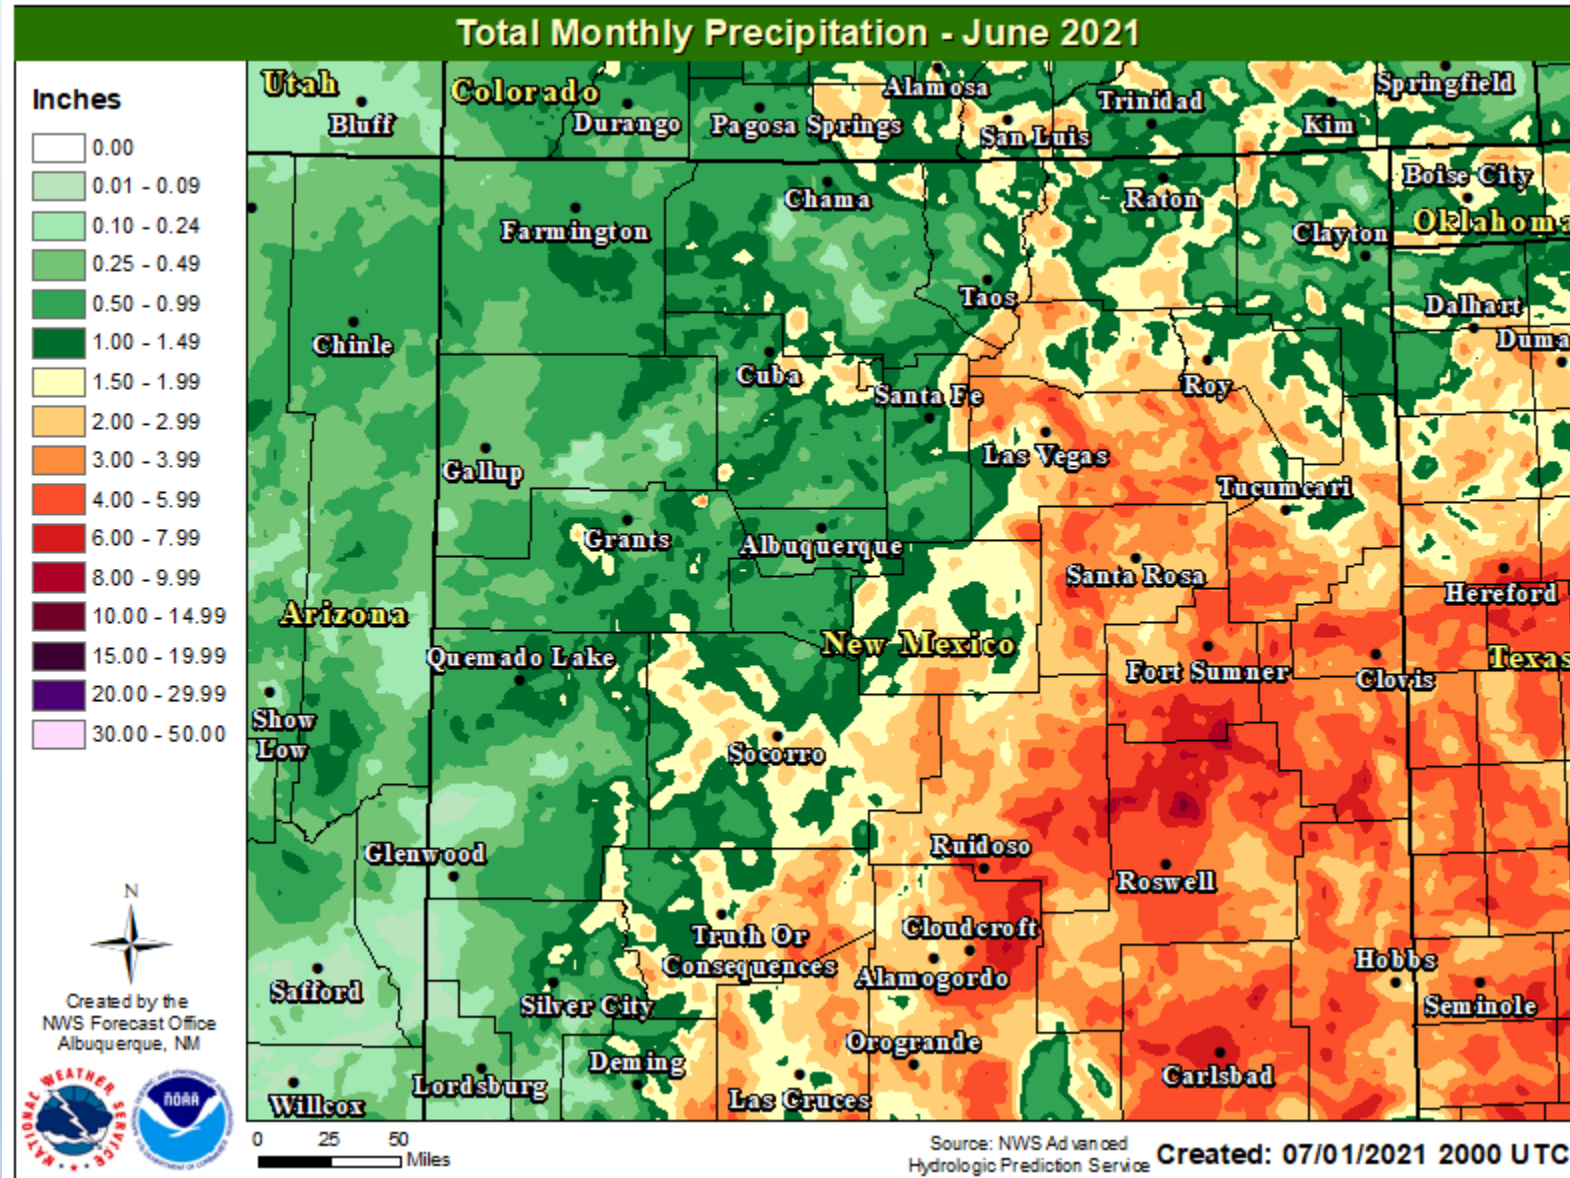 Total Monthly Precipitation - June 2021
Inches
0.00
0.01 - 0.09
0.10 - 0.24
0.25 - 0.49
0.50 - 0.99
1.00 - 1.49
1.50 - 1.99
2.00 - 2.99
3.00 - 3.99
4.00 - 5.99
6.00 - 7.99
8.00 - 9.99
10.00 - 14.99
15.00 - 19.99
20.00 - 29.99
30.00 - 50.00
N
Created by the
NWS Forecast Office
Albuquerque, NM
NATIONAL WEATHER SERVICE
NOAA
Utah
Colorado
Bluff
Durango
Pagosa Springs
Alamosa
San Luis
Trinidad
Kim
Springfield
Chama
Raton
Boise City
Oklahoma
Farmington
Clayton
Taos
Dalhart
Chinle
Duma
Cuba
Santa Fe
Roy
Gallup
Las Vegas
Tucumcari
Grants
Albuquerque
Santa Rosa
Hereford
Arizona
New Mexico
Quemado Lake
Fort Sumner
Clovis
Texas
Show
Low
Socorro
Glenwood
Ruidoso
Roswell
Truth Or
Consequences
Cloudcroft
Alamogordo
Hobbs
Safford
Silver City
Seminole
Orogrande
Deming
Carlsbad
Lordsburg
Willcox
Las Cruces
0 25 50
Miles
Source: NWS Advanced
Hydrologic Prediction Service
Created: 07/01/2021 2000 UTC